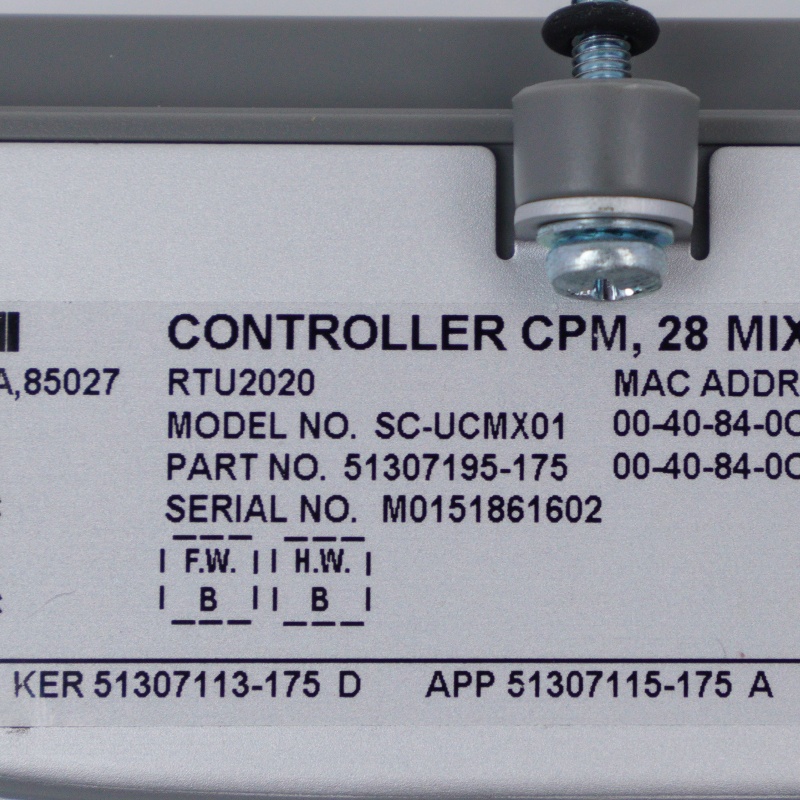 CONTROLLER CPM, 28 MIX
A,85027 RTU2020 MAC ADDR
MODEL NO. SC-UCMX01 00-40-84-0C
PART NO. 51307195-175 00-40-84-0C
SERIAL NO. M0151861602
F.W. H.W.
B B
KER 51307113-175 D APP 51307115-175 A